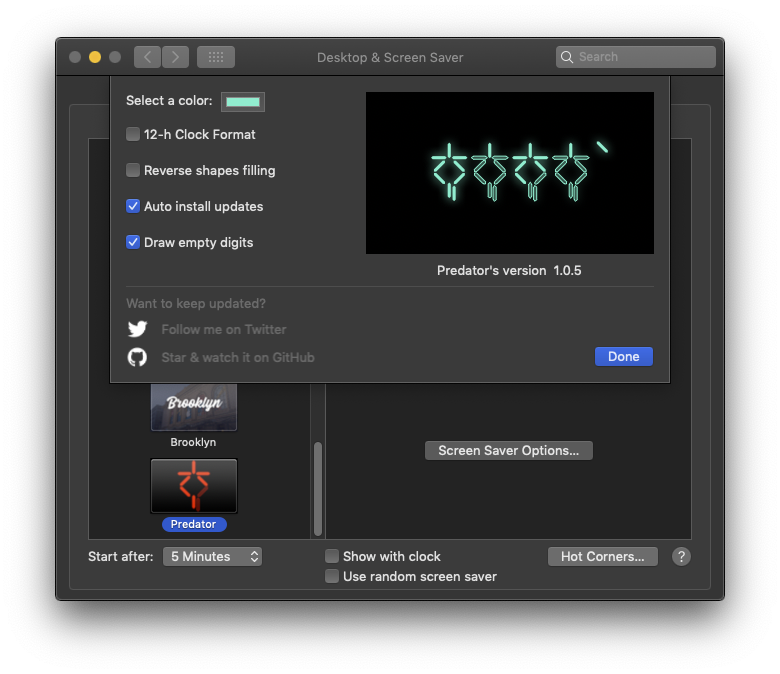 Desktop & Screen Saver
Search
Select a color:
12-h Clock Format
Reverse shapes filling
Auto install updates
Draw empty digits
Predator's version 1.0.5
Want to keep updated?
Follow me on Twitter
Star & watch it on GitHub
Done
Brooklyn
Brooklyn
Predator
Screen Saver Options...
Start after:
5 Minutes
Show with clock
Use random screen saver
Hot Corners...
?